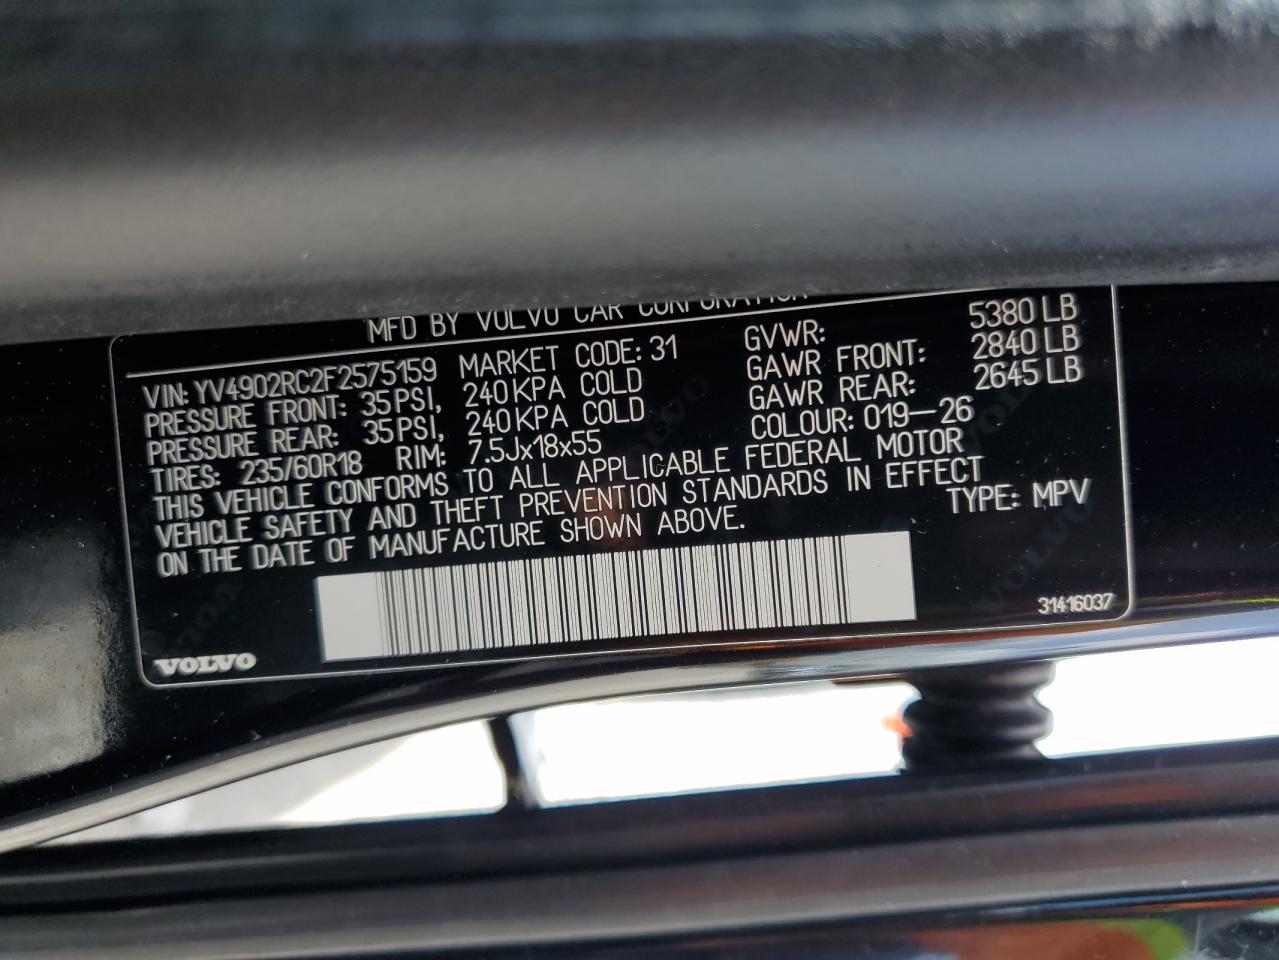 MFD BY VOLVO CAR CORPORATION
VIN: YV4902RC2F2575159 MARKET CODE: 31 GVWR: 5380 LB
PRESSURE FRONT: 35 PSI, 240 KPA COLD GAWR FRONT: 2840 LB
PRESSURE REAR: 35 PSI, 240 KPA COLD GAWR REAR: 2645 LB
TIRES: 235/60R18 RIM: 7.5Jx18x55 COLOUR: 019-26
THIS VEHICLE CONFORMS TO ALL APPLICABLE FEDERAL MOTOR
VEHICLE SAFETY AND THEFT PREVENTION STANDARDS IN EFFECT
ON THE DATE OF MANUFACTURE SHOWN ABOVE. TYPE: MPV
31416037
VOLVO